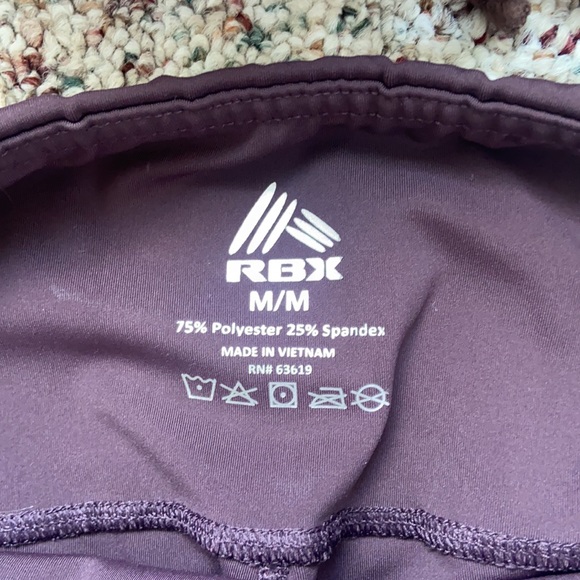 RBX
M/M
75% Polyester 25% Spandex
MADE IN VIETNAM
RN# 63619